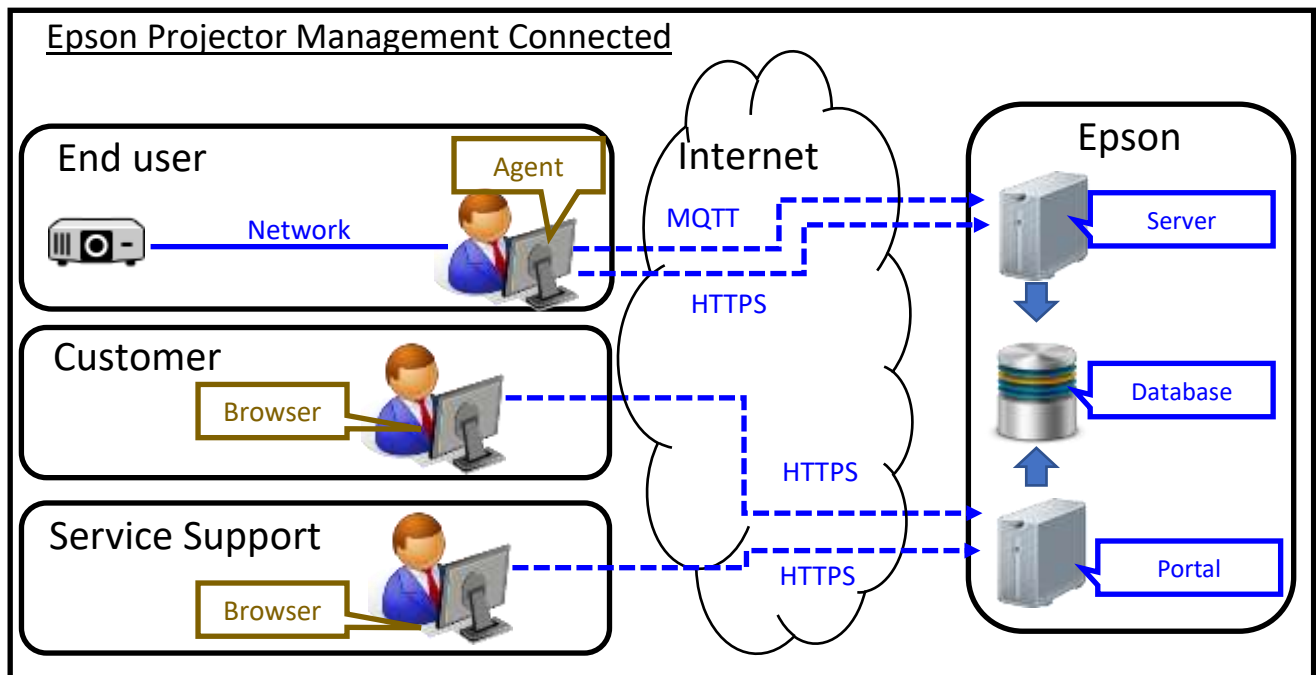 Epson Projector Management Connected
End user
Agent
Network
Internet
MQTT
HTTPS
Epson
Server
Customer
Browser
HTTPS
Database
Service Support
Browser
HTTPS
Portal